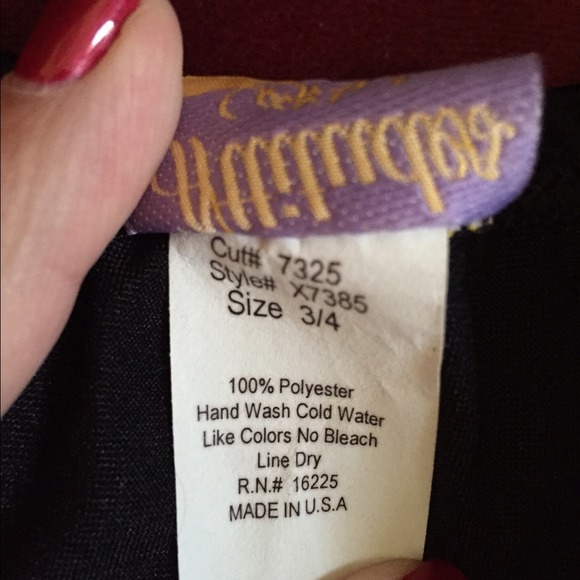 Cut# 7325
Style# X7385
Size 3/4
100% Polyester
Hand Wash Cold Water
Like Colors No Bleach
Line Dry
R.N.# 16225
MADE IN U.S.A